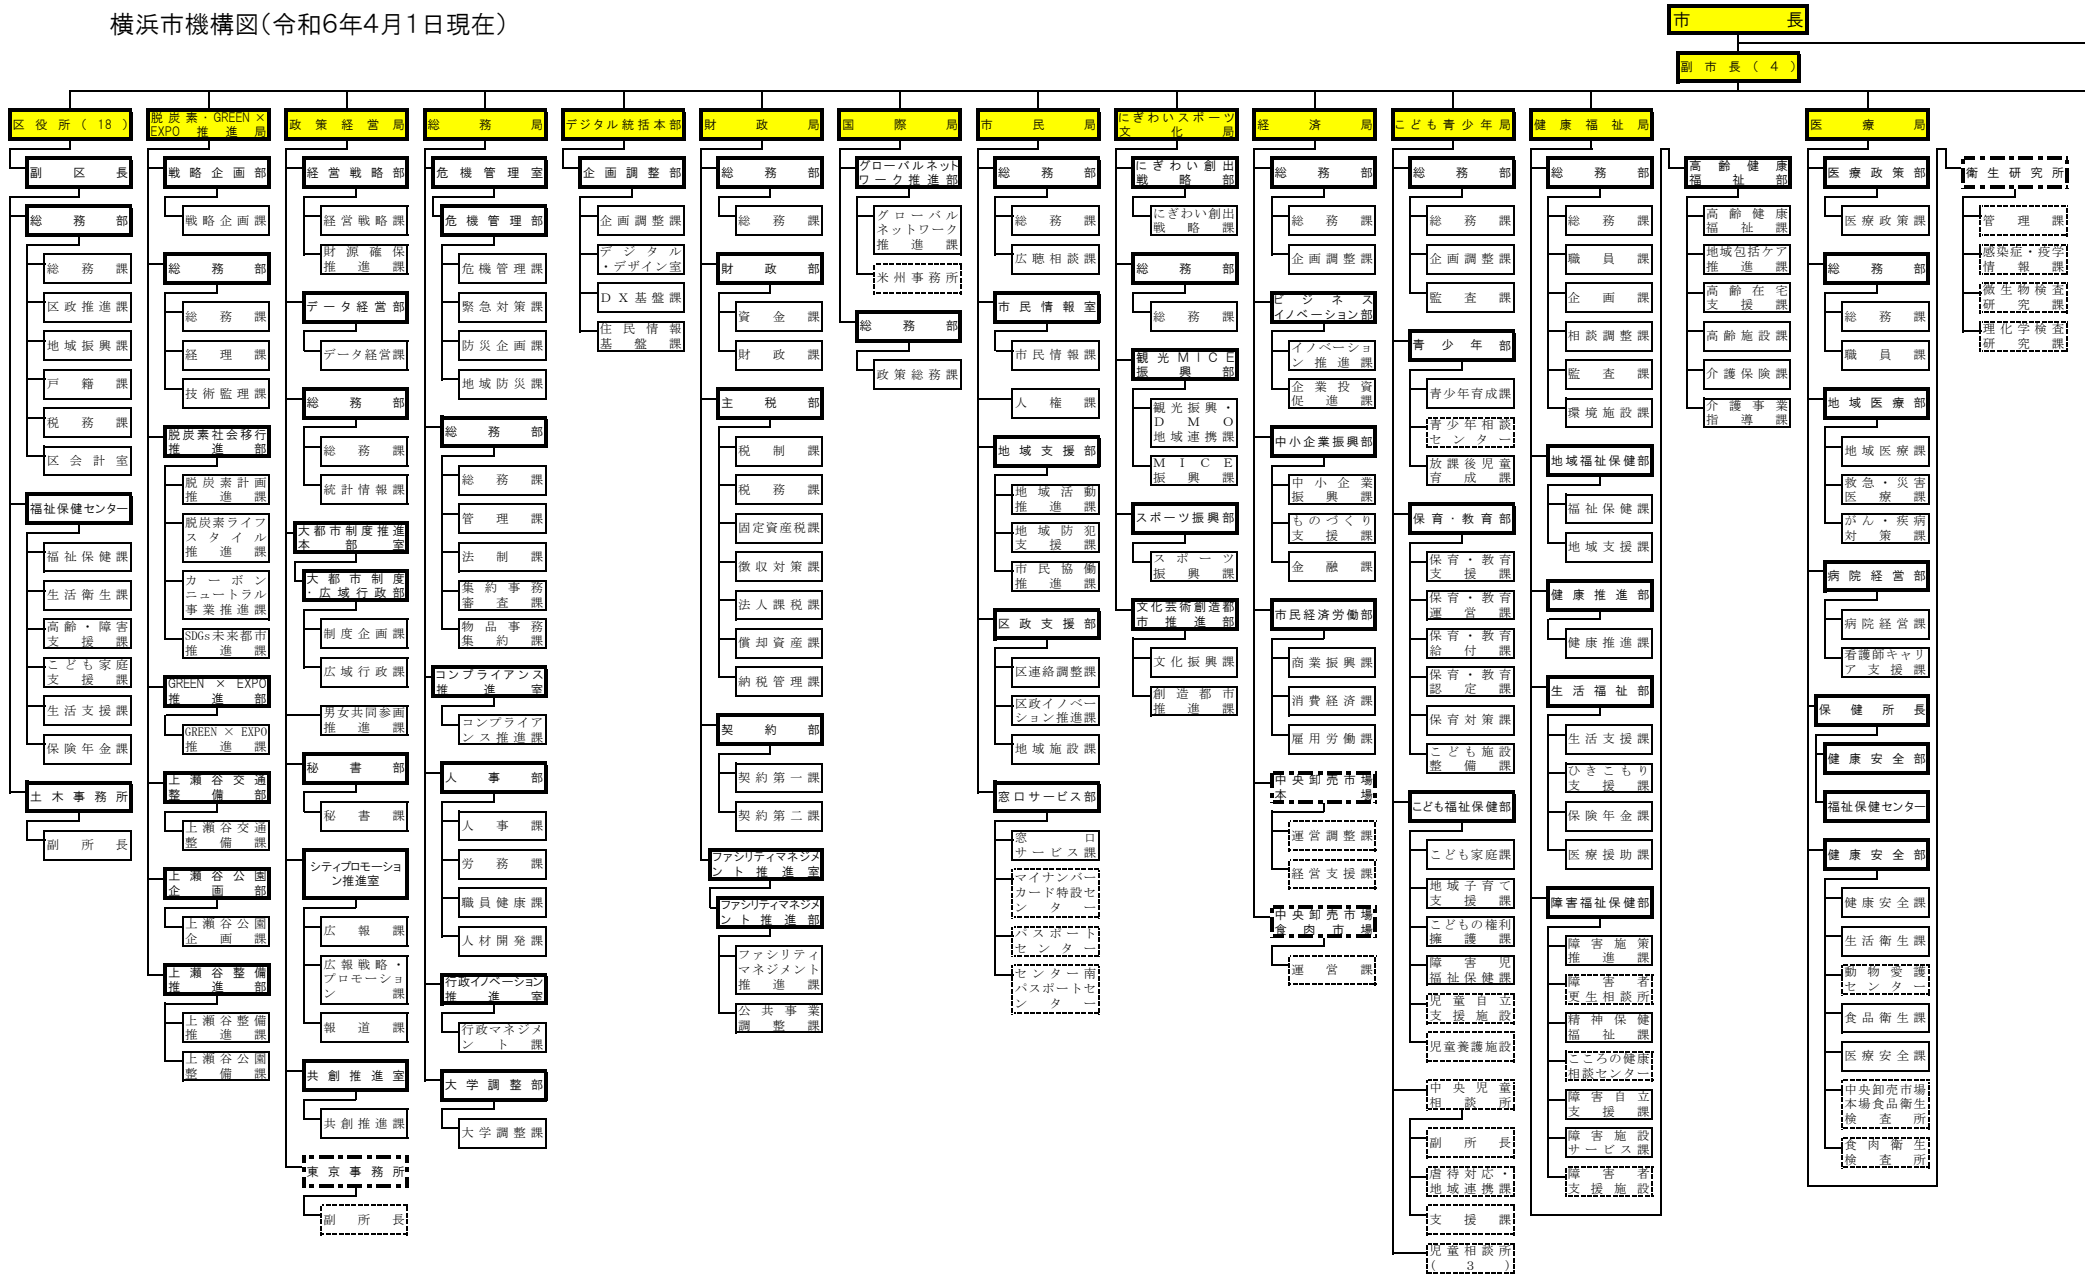 横浜市機構図(令和6年4月1日現在)
市長
副市長(4)
区役所(18)
副区長
総務部
総務課
区政推進課
地域振興課
戸籍課
税務課
区会計室
福祉保健センター
福祉保健課
生活衛生課
高齢・障害
支援課
こども家庭
支援課
生活支援課
保険年金課
土木事務所
副所長
脱炭素・GREEN×
EXPO推進局
戦略企画部
戦略企画課
総務部
総務課
経理課
技術監理課
脱炭素社会移行
推進部
脱炭素計画
推進課
脱炭素ライフ
スタイル
推進課
カーボン
ニュートラル
事業推進課
SDGs未来都市
推進課
GREEN×EXPO
推進部
GREEN×EXPO
推進課
上瀬谷交通
整備部
上瀬谷交通
整備課
上瀬谷公園
企画部
上瀬谷公園
企画課
上瀬谷整備
推進部
上瀬谷整備
推進課
上瀬谷公園
整備課
政策経営局
経営戦略部
経営戦略課
財源確保
推進課
データ経営部
データ経営課
総務部
総務課
統計情報課
大都市制度推進
本部室
大都市制度
・広域行政部
制度企画課
広域行政課
男女共同参画
推進課
秘書部
秘書課
シティプロモーショ
ン推進室
広報課
広報戦略・
プロモーショ
ン課
報道課
共創推進室
共創推進課
東京事務所
副所長
総務局
危機管理室
危機管理部
危機管理課
緊急対策課
防災企画課
地域防災課
総務部
総務課
管理課
法制課
集約事務
審査課
物品事務
集約課
コンプライアンス
推進室
コンプライア
ンス推進課
人事部
人事課
労務課
職員健康課
人材開発課
行政イノベーション
推進室
行政マネジメ
ント課
大学調整部
大学調整課
デジタル統括本部
企画調整部
企画調整課
デジタル
・デザイン室
DX基盤課
住民情報
基盤課
財政局
総務部
総務課
財政部
資金課
財政課
主税部
税制課
税務課
固定資産税課
徴収対策課
法人課税課
償却資産課
納税管理課
契約部
契約第一課
契約第二課
ファシリティマネジメ
ント推進室
ファシリティマネジメ
ント推進部
ファシリティ
マネジメント
推進課
公共事業
調整課
国際局
グローバルネット
ワーク推進部
グローバル
ネットワーク
推進課
米州事務所
総務部
政策総務課
市民局
総務部
総務課
広聴相談課
市民情報室
市民情報課
人権課
地域支援部
地域活動
推進課
地域防犯
支援課
市民協働
推進課
区政支援部
区連絡調整課
区政イノベー
ション推進課
地域施設課
窓口サービス部
窓口
サービス課
マイナンバー
カード特設セ
ンター
パスポート
センター
センター南
パスポートセ
ンター
にぎわいスポーツ
文化局
にぎわい創出
戦略部
にぎわい創出
戦略課
総務部
総務課
観光MICE
振興部
観光振興・
DMO
地域連携課
MICE
振興課
スポーツ振興部
スポーツ
振興課
文化芸術創造都
市推進部
文化振興課
創造都市
推進課
経済局
総務部
総務課
企画調整課
ビジネス
イノベーション部
イノベーショ
ン推進課
企業投資
促進課
中小企業振興部
中小企業
振興課
ものづくり
支援課
金融課
市民経済労働部
商業振興課
消費経済課
雇用労働課
中央卸売市場
本場
運営調整課
経営支援課
中央卸売市場
食肉市場
運営課
こども青少年局
総務部
総務課
企画調整課
監査課
青少年部
青少年育成課
青少年相談
センター
放課後児童
育成課
保育・教育部
保育・教育
支援課
保育・教育
運営課
保育・教育
給付課
保育・教育
認定課
保育対策課
こども施設
整備課
こども福祉保健部
こども家庭課
地域子育て
支援課
こどもの権利
擁護課
障害児
福祉保健課
児童自立
支援施設
児童養護施設
中央児童
相談所
副所長
虐待対応・
地域連携課
支援課
児童相談所
(3)
健康福祉局
総務部
総務課
職員課
企画課
相談調整課
監査課
環境施設課
地域福祉保健部
福祉保健課
地域支援課
健康推進部
健康推進課
生活福祉部
生活支援課
ひきこもり
支援課
保険年金課
医療援助課
障害福祉保健部
障害施策
推進課
障害者
更生相談所
精神保健
福祉課
こころの健康
相談センター
障害自立
支援課
障害施設
サービス課
障害者
支援施設
高齢健康
福祉部
高齢健康
福祉課
地域包括ケア
推進課
高齢在宅
支援課
高齢施設課
介護保険課
介護事業
指導課
医療局
医療政策部
医療政策課
総務部
総務課
職員課
地域医療部
地域医療課
救急・災害
医療課
がん・疾病
対策課
病院経営部
病院経営課
看護師キャリ
ア支援課
保健所長
健康安全部
福祉保健センター
健康安全部
健康安全課
生活衛生課
動物愛護
センター
食品衛生課
医療安全課
中央卸売市場
本場食品衛生
検査所
食肉衛生
検査所
衛生研究所
管理課
感染症・疫学
情報課
微生物検査
研究課
理化学検査
研究課